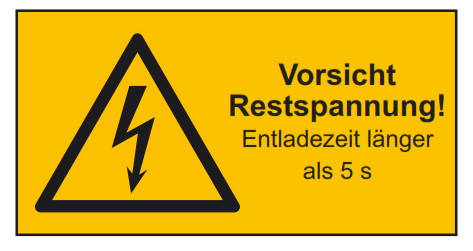 Vorsicht
Restspannung!
Entladezeit länger
als 5 s